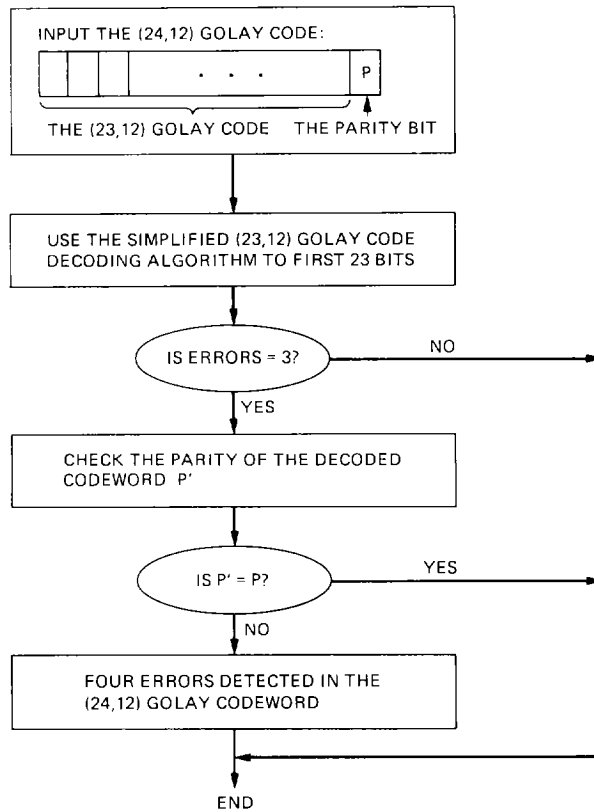 INPUT THE (24,12) GOLAY CODE:
. . .
P
THE (23,12) GOLAY CODE THE PARITY BIT
USE THE SIMPLIFIED (23,12) GOLAY CODE
DECODING ALGORITHM TO FIRST 23 BITS
IS ERRORS = 3?
NO
YES
CHECK THE PARITY OF THE DECODED
CODEWORD P'
IS P' = P?
YES
NO
FOUR ERRORS DETECTED IN THE
(24,12) GOLAY CODEWORD
END